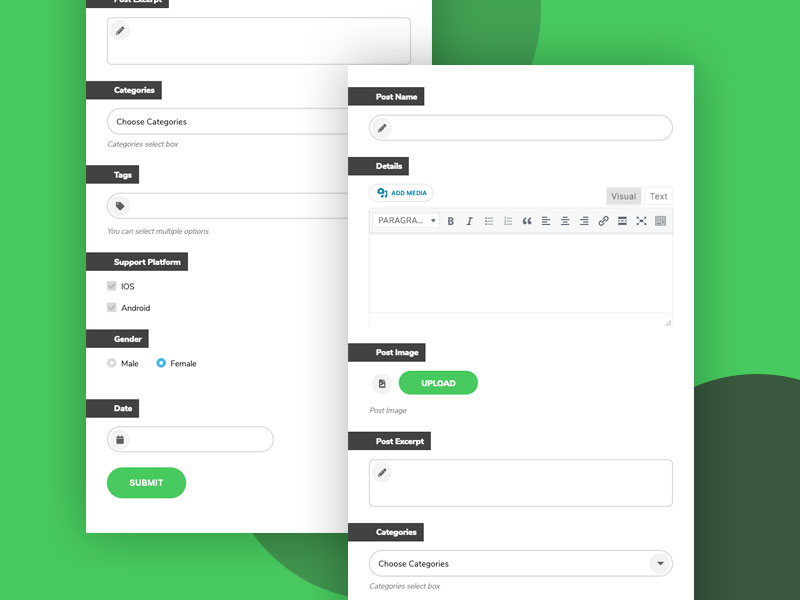 Post Excerpt
Categories
Choose Categories
Categories select box
Tags
You can select multiple options
Support Platform
IOS
Android
Gender
Male
Female
Date
SUBMIT
Post Name
Details
ADD MEDIA
Visual
Text
PARAGRA...
B
I
Post Image
UPLOAD
Post Image
Post Excerpt
Categories
Choose Categories
Categories select box